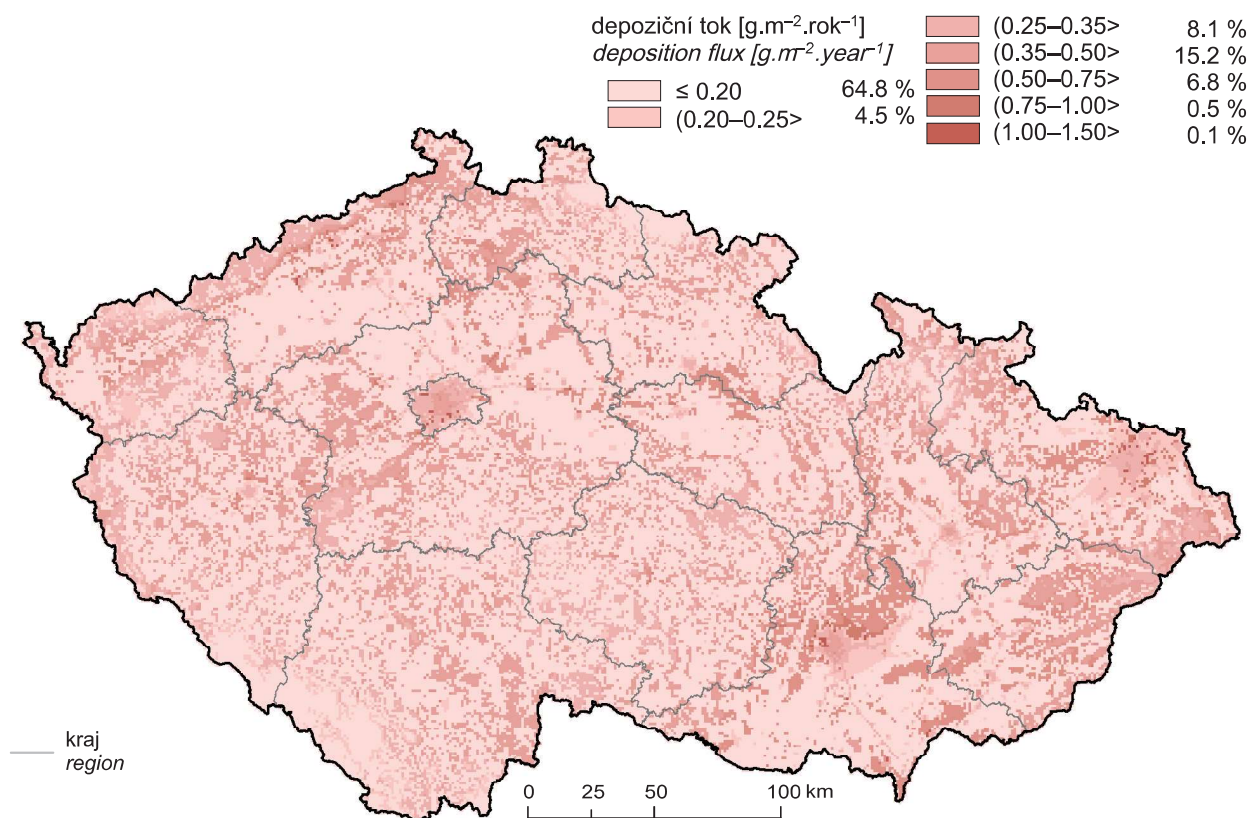 depoziční tok [g.m⁻².rok⁻¹]
deposition flux [g.m⁻².year⁻¹]
≤ 0.20 64.8 %
(0.20–0.25> 4.5 %
(0.25–0.35> 8.1 %
(0.35–0.50> 15.2 %
(0.50–0.75> 6.8 %
(0.75–1.00> 0.5 %
(1.00–1.50> 0.1 %
kraj
region
0 25 50 100 km